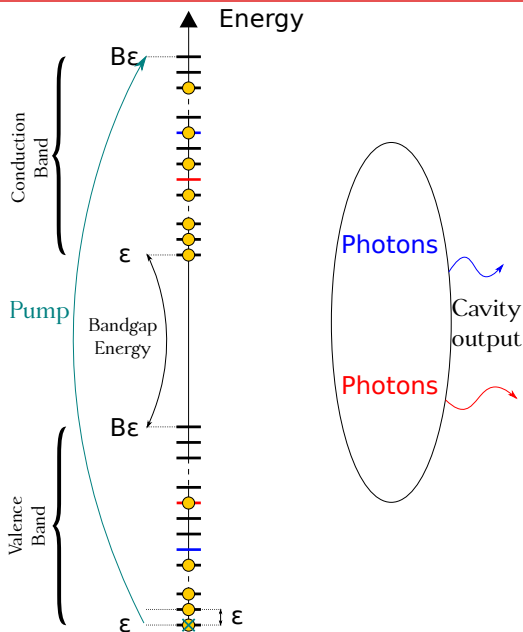 Energy
Bε
Conduction
Band
ε
Pump
Bandgap
Energy
Bε
Valence
Band
ε
ε
Photons
Photons
Cavity
output